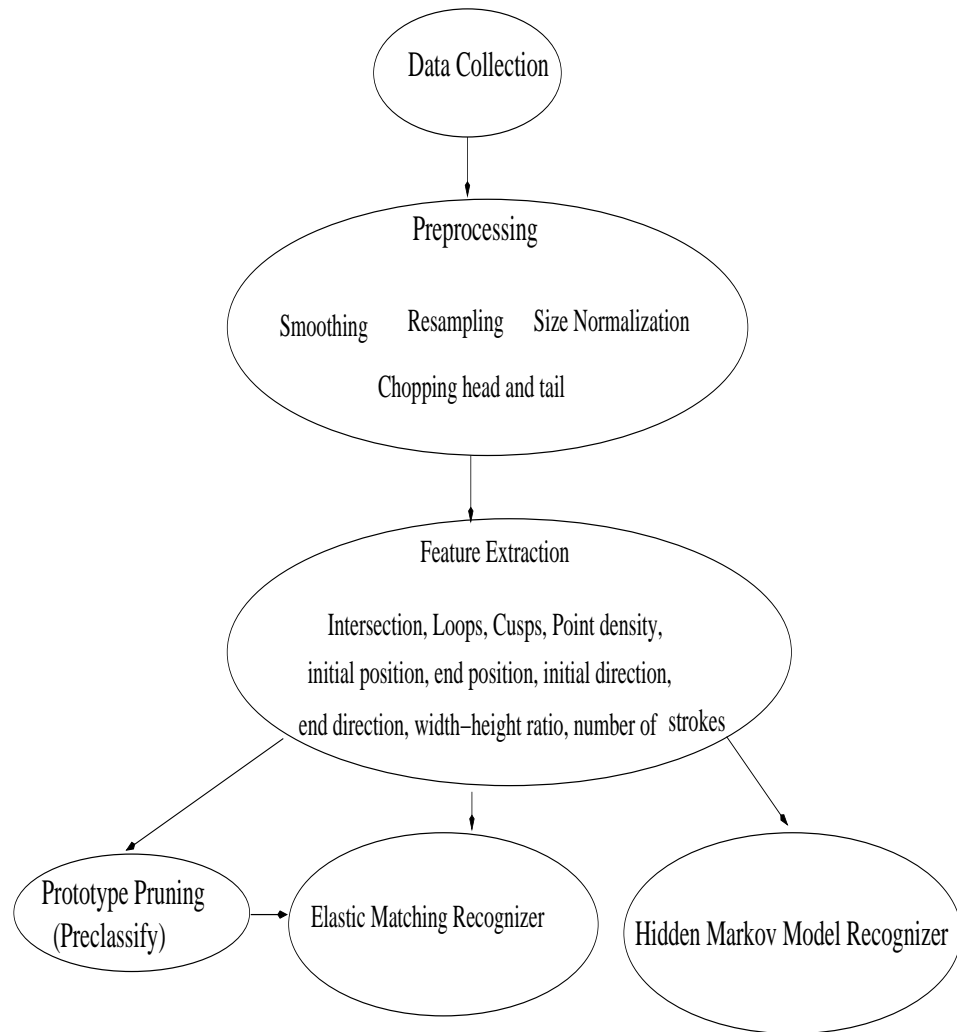 Data Collection
Preprocessing
Smoothing Resampling Size Normalization
Chopping head and tail
Feature Extraction
Intersection, Loops, Cusps, Point density,
initial position, end position, initial direction,
end direction, width−height ratio, number of strokes
Prototype Pruning
(Preclassify)
Elastic Matching Recognizer
Hidden Markov Model Recognizer